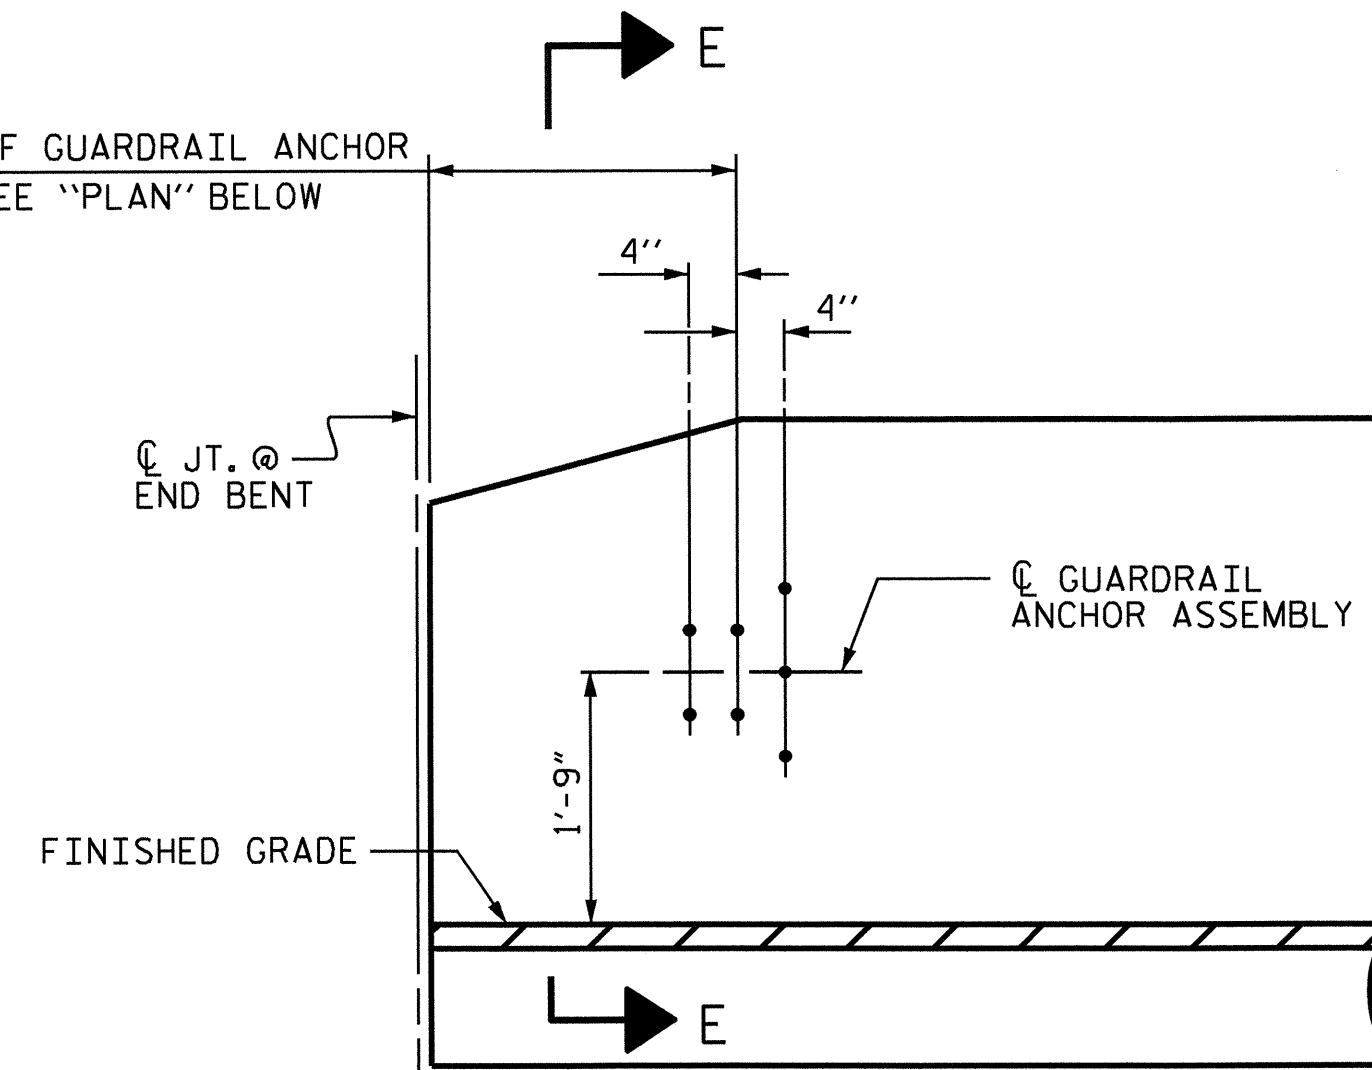 E
F GUARDRAIL ANCHOR
EE “PLAN” BELOW
4"
4"
℄ JT. @
END BENT
℄ GUARDRAIL
ANCHOR ASSEMBLY
1'-9"
FINISHED GRADE
E